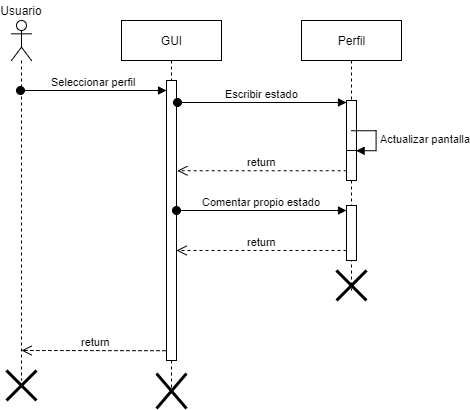 Usuario
GUI
Perfil
Seleccionar perfil
Escribir estado
Actualizar pantalla
return
Comentar propio estado
return
return